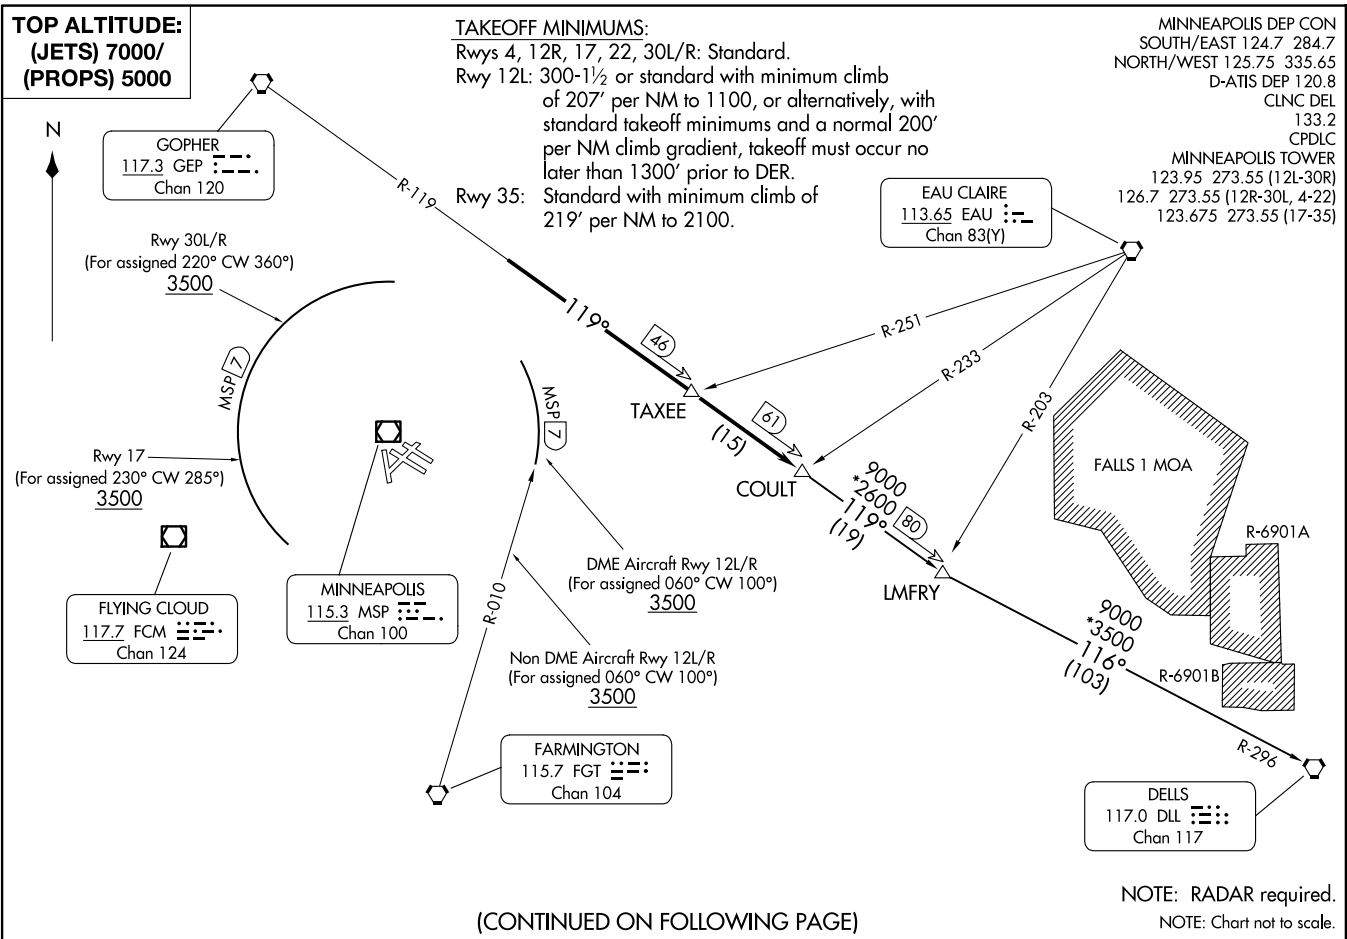 TOP ALTITUDE:
(JETS) 7000/
(PROPS) 5000
TAKEOFF MINIMUMS:
Rwys 4, 12R, 17, 22, 30L/R: Standard.
Rwy 12L: 300-1½ or standard with minimum climb
of 207' per NM to 1100, or alternatively, with
standard takeoff minimums and a normal 200'
per NM climb gradient, takeoff must occur no
later than 1300' prior to DER.
Rwy 35: Standard with minimum climb of
219' per NM to 2100.
MINNEAPOLIS DEP CON
SOUTH/EAST 124.7 284.7
NORTH/WEST 125.75 335.65
D-ATIS DEP 120.8
CLNC DEL
133.2
CPDLC
MINNEAPOLIS TOWER
123.95 273.55 (12L-30R)
126.7 273.55 (12R-30L, 4-22)
123.675 273.55 (17-35)
N
GOPHER
117.3 GEP
Chan 120
R-119
EAU CLAIRE
113.65 EAU
Chan 83(Y)
Rwy 30L/R
(For assigned 220° CW 360°)
3500
119°
46
R-251
R-233
R-203
MSP 7
MSP 7
TAXEE
61
(15)
COULT
9000
*2600
119°
(19)
80
LMFRY
FALLS 1 MOA
R-6901A
R-6901B
Rwy 17
(For assigned 230° CW 285°)
3500
FLYING CLOUD
117.7 FCM
Chan 124
MINNEAPOLIS
115.3 MSP
Chan 100
R-010
DME Aircraft Rwy 12L/R
(For assigned 060° CW 100°)
3500
Non DME Aircraft Rwy 12L/R
(For assigned 060° CW 100°)
3500
9000
*3500
116°
(103)
R-296
FARMINGTON
115.7 FGT
Chan 104
DELLS
117.0 DLL
Chan 117
NOTE: RADAR required.
NOTE: Chart not to scale.
(CONTINUED ON FOLLOWING PAGE)